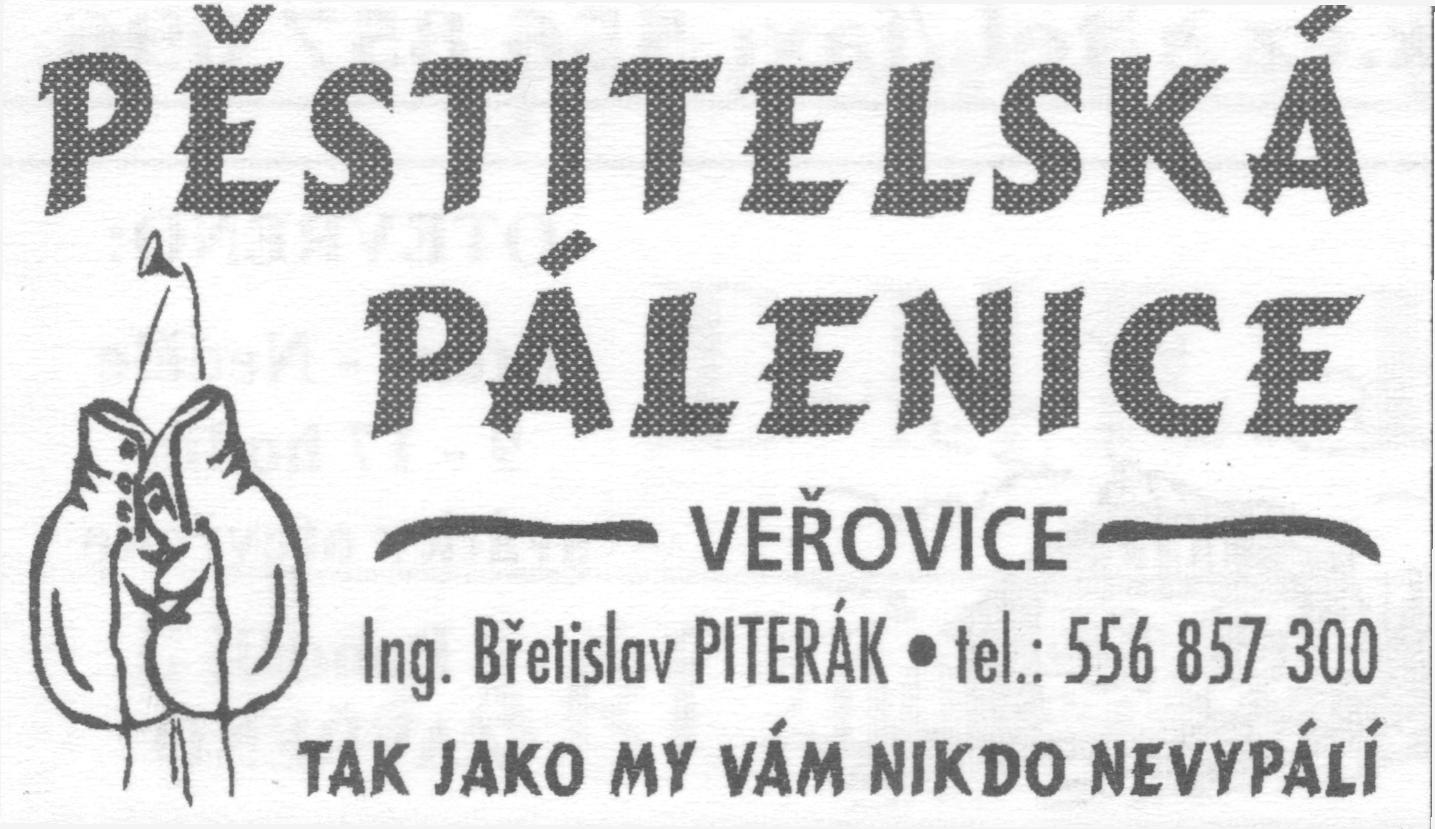 PĚSTITELSKÁ
PÁLENICE
VEŘOVICE
Ing. Břetislav PITERÁK • tel.: 556 857 300
TAK JAKO MY VÁM NIKDO NEVYPÁLÍ